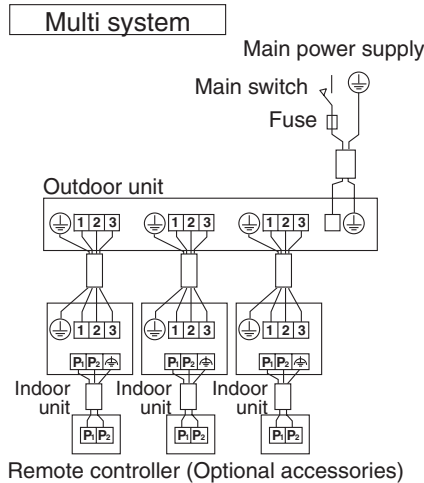 Multi system
Main power supply
Main switch
Fuse
Outdoor unit
1 2 3 1 2 3 1 2 3
1 2 3 1 2 3 1 2 3
P1 P2 P1 P2 P1 P2
Indoor unit Indoor unit Indoor unit
P1 P2 P1 P2 P1 P2
Remote controller (Optional accessories)